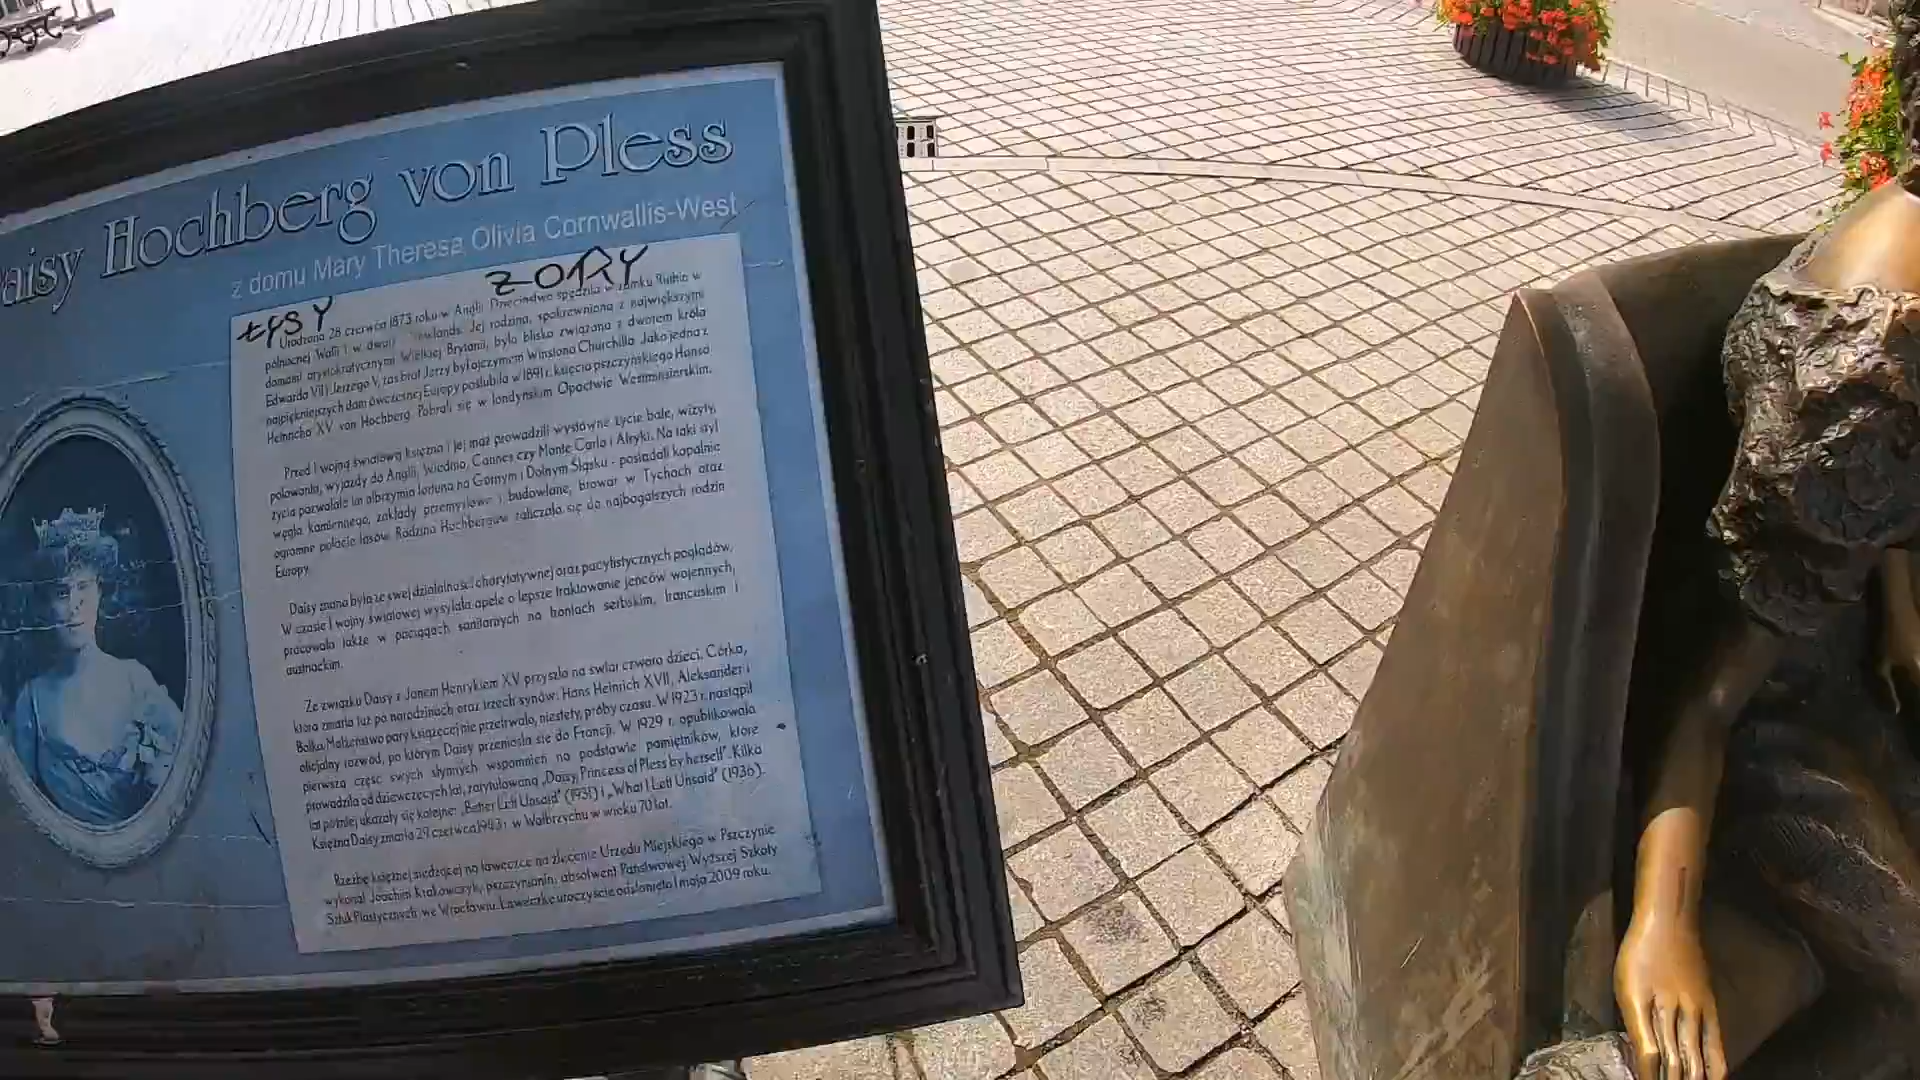 aisy Hochberg von Pless
z domu Mary Theresa Olivia Cornwallis-West
ŁYSY ZORY
Urodzona 28 czerwca 1873 roku w Anglii. Dzieciństwo spędziła w zamku Ruthin w
północnej Walii i w dworze Newlands. Jej rodzina, spokrewniona z największymi
domami arystokratycznymi Wielkiej Brytanii, była blisko związana z dworem króla
Edwarda VII i Jerzego V, zaś brat Jerzy był ojczymem Winstona Churchilla. Jako jedna z
najpiękniejszych dam ówczesnej Europy poślubiła w 1891 r. księcia pszczyńskiego Hansa
Heinricha XV von Hochberg. Pobrali się w londyńskim Opactwie Westminsterskim.
Przed I wojną światową księżna i jej mąż prowadzili wystawne życie bale, wizyty,
polowania, wyjazdy do Anglii, Wiednia, Cannes czy Monte Carlo i Afryki. Na taki styl
życia pozwalała im olbrzymia fortuna na Górnym i Dolnym Śląsku - posiadali kopalnie
węgla kamiennego, zakłady przemysłowe i budowlane, browar w Tychach oraz
ogromne połacie lasów. Rodzina Hochbergów zaliczała się do najbogatszych rodzin
Europy.
Daisy znana była ze swej działalności charytatywnej oraz pacyfistycznych poglądów.
W czasie I wojny światowej wysyłała apele o lepsze traktowanie jeńców wojennych,
pracowała także w pociągach sanitarnych na frontach serbskim, francuskim i
austriackim.
Ze związku Daisy z Janem Henrykiem XV przyszło na świat czworo dzieci. Córka,
która zmarła tuż po narodzinach oraz trzech synów: Hans Heinrich XVII, Aleksander i
Bolko. Małżeństwo pary książęcej nie przetrwało, niestety, próby czasu. W 1923 r. nastąpił
oficjalny rozwód, po którym Daisy przeniosła się do Francji. W 1929 r. opublikowała
pierwszą część swych słynnych wspomnień na podstawie pamiętników, które
prowadziła od dziewczęcych lat, zatytułowaną „Daisy, Princess of Pless by herself". Kilka
lat później ukazały się kolejne: „Better Left Unsaid" (1931) i „What I Left Unsaid" (1936).
Księżna Daisy zmarła 29 czerwca 1943 r. w Wałbrzychu w wieku 70 lat.
Rzeźbę księżnej siedzącej na ławeczce na zlecenie Urzędu Miejskiego w Pszczynie
wykonał Joachim Krakowczyk, pszczynianin, absolwent Państwowej Wyższej Szkoły
Sztuk Plastycznych we Wrocławiu. Ławeczkę uroczyście odsłonięto 1 maja 2009 roku.